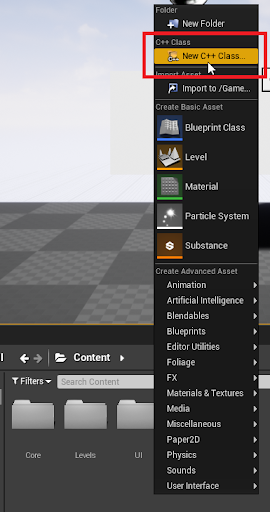 Folder
New Folder
C++ Class
New C++ Class...
Import Asset
Import to /Game...
Create Basic Asset
Blueprint Class
Level
Material
Particle System
Substance
Create Advanced Asset
Animation
Artificial Intelligence
Blendables
Blueprints
Editor Utilities
Foliage
FX
Materials & Textures
Media
Miscellaneous
Paper2D
Physics
Sounds
User Interface
Content
Filters
Search Content
Core
Levels
UI